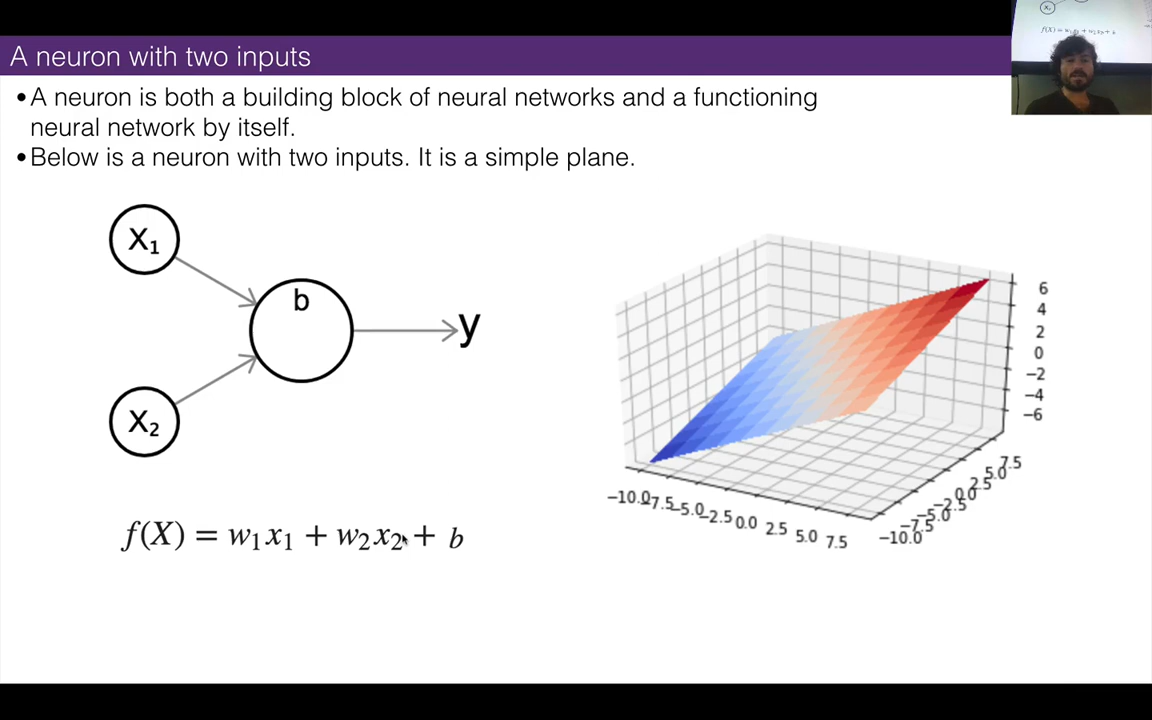 A neuron with two inputs
•A neuron is both a building block of neural networks and a functioning
neural network by itself.
•Below is a neuron with two inputs. It is a simple plane.
X₁
b
y
X₂
f(X) = w₁x₁ + w₂x₂ + b
6
4
2
0
−2
−4
−6
−10.0 −7.5 −5.0 −2.5 0.0 2.5 5.0 7.5
−10.0 −7.5 −5.0 −2.5 0.0 2.5 5.0 7.5
X₂
f(X) = w₁x₁ + w₂x₂ + b